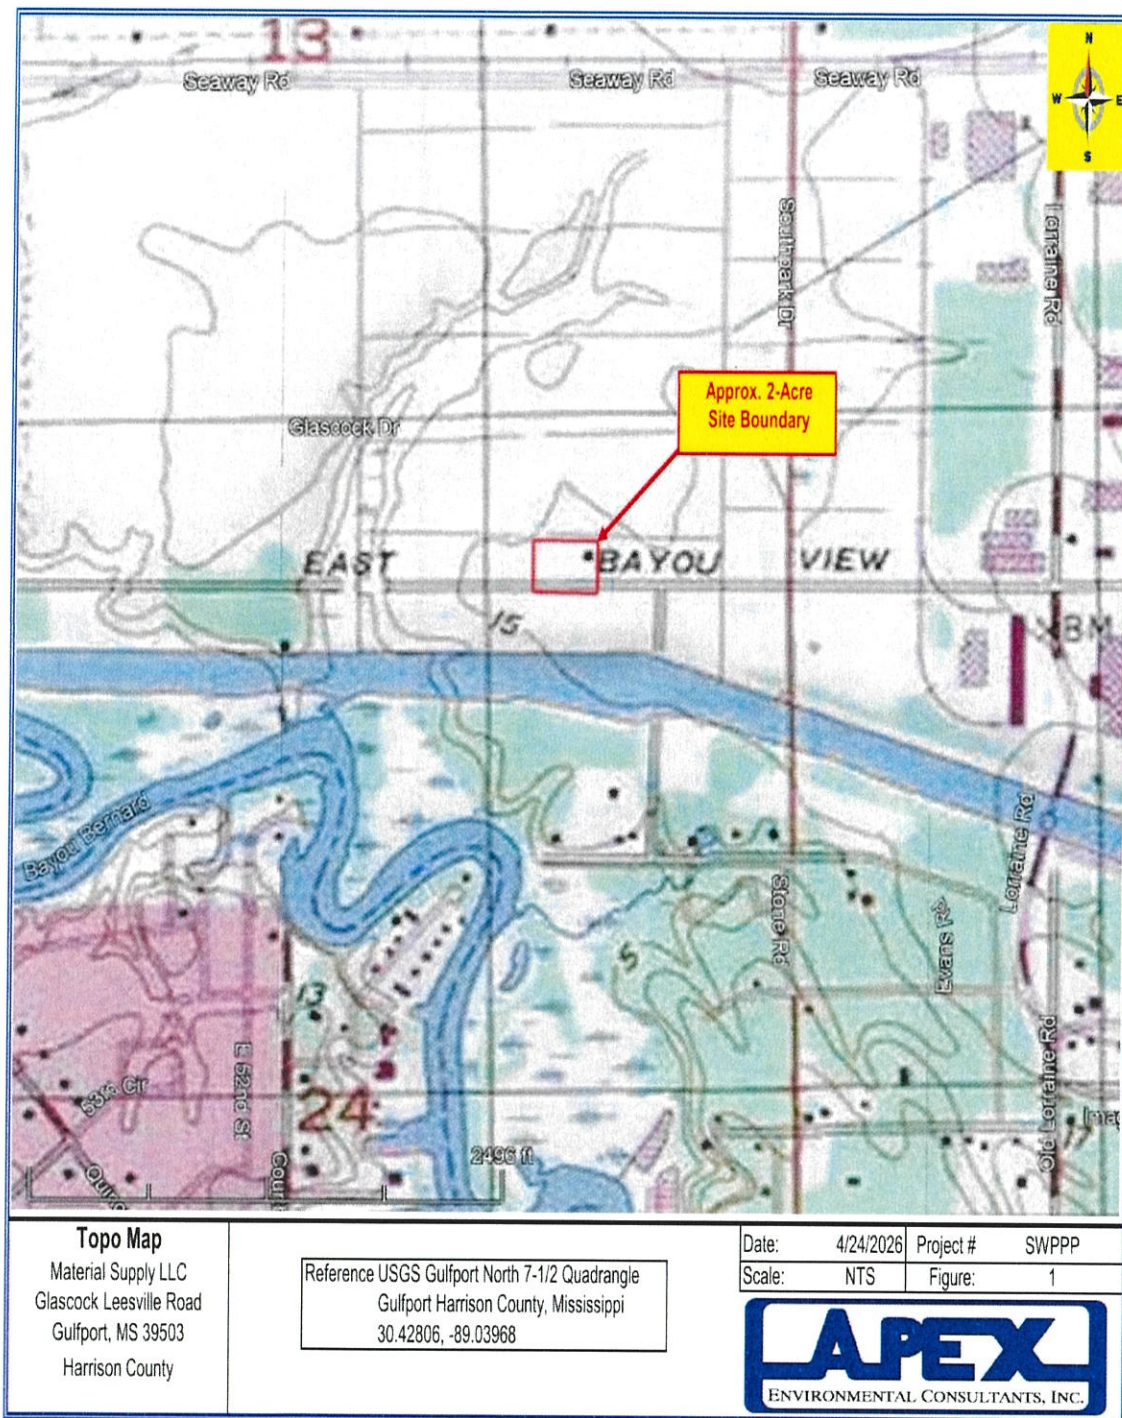 13
Seaway Rd
Seaway Rd
Seaway Rd
N
W
E
S
Southpark Dr
Lorraine Rd
Approx. 2-Acre
Site Boundary
Glascock Dr
EAST
BAYOU
VIEW
15
BM
Bayou Bernard
Lorraine Rd
Stone Rd
5
13
E 52nd St
53rd Cir
24
Old Lorraine Rd
Imag
17
2496 ft
Cour
Topo Map
Material Supply LLC
Glascock Leesville Road
Gulfport, MS 39503
Harrison County
Reference USGS Gulfport North 7-1/2 Quadrangle
Gulfport Harrison County, Mississippi
30.42806, -89.03968
Date: 4/24/2026 Project # SWPPP
Scale: NTS Figure: 1
APEX
ENVIRONMENTAL CONSULTANTS, INC.